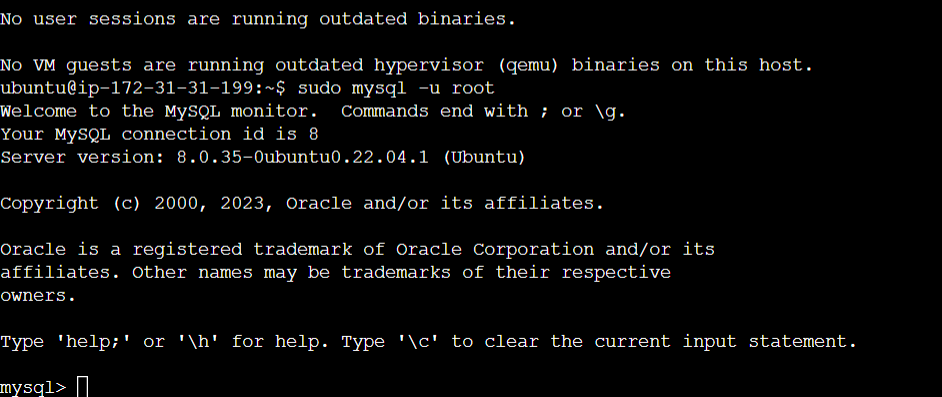 No user sessions are running outdated binaries.
No VM guests are running outdated hypervisor (qemu) binaries on this host.
ubuntu@ip-172-31-31-199:~$ sudo mysql -u root
Welcome to the MySQL monitor.  Commands end with ; or \g.
Your MySQL connection id is 8
Server version: 8.0.35-0ubuntu0.22.04.1 (Ubuntu)
Copyright (c) 2000, 2023, Oracle and/or its affiliates.
Oracle is a registered trademark of Oracle Corporation and/or its
affiliates. Other names may be trademarks of their respective
owners.
Type 'help;' or '\h' for help. Type '\c' to clear the current input statement.
mysql>